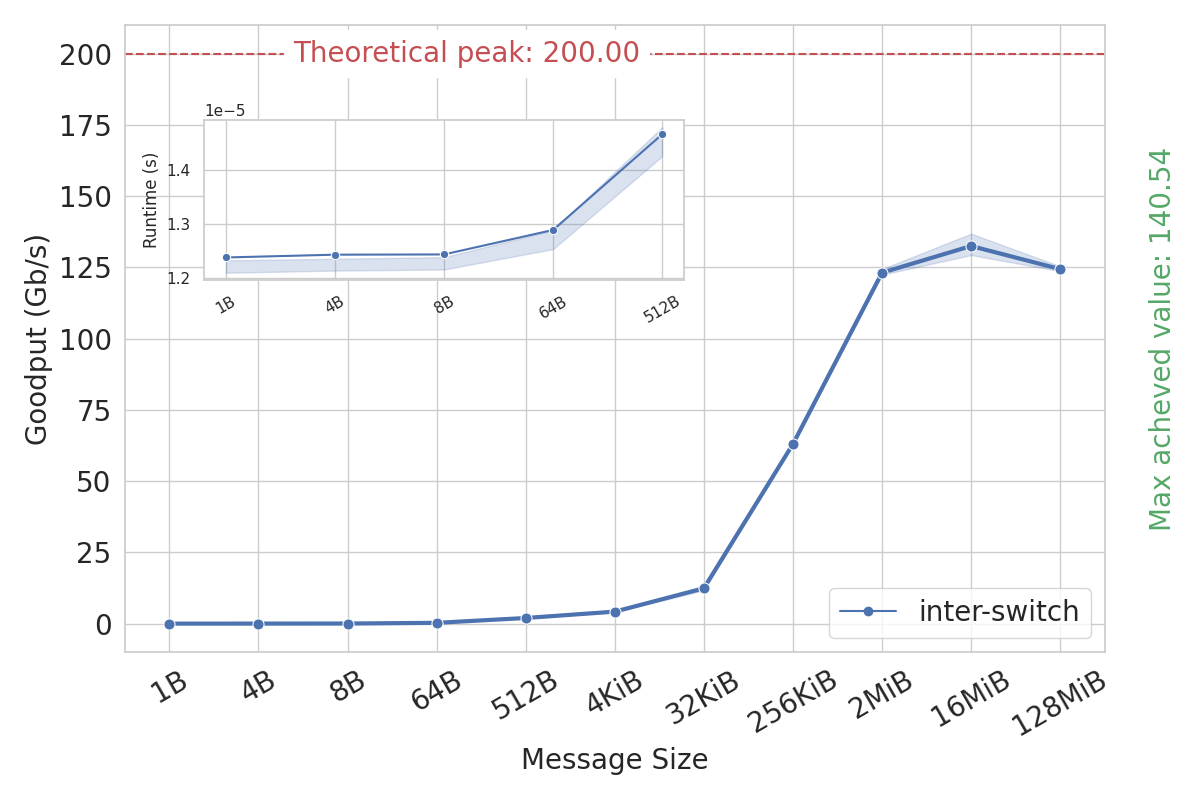 Theoretical peak: 200.00
200
175
150
125
100
75
50
25
0
Goodput (Gb/s)
1e−5
Runtime (s)
1.4
1.3
1.2
1B
4B
8B
64B
512B
inter-switch
1B
4B
8B
64B
512B
4KiB
32KiB
256KiB
2MiB
16MiB
128MiB
Message Size
Max acheved value: 140.54